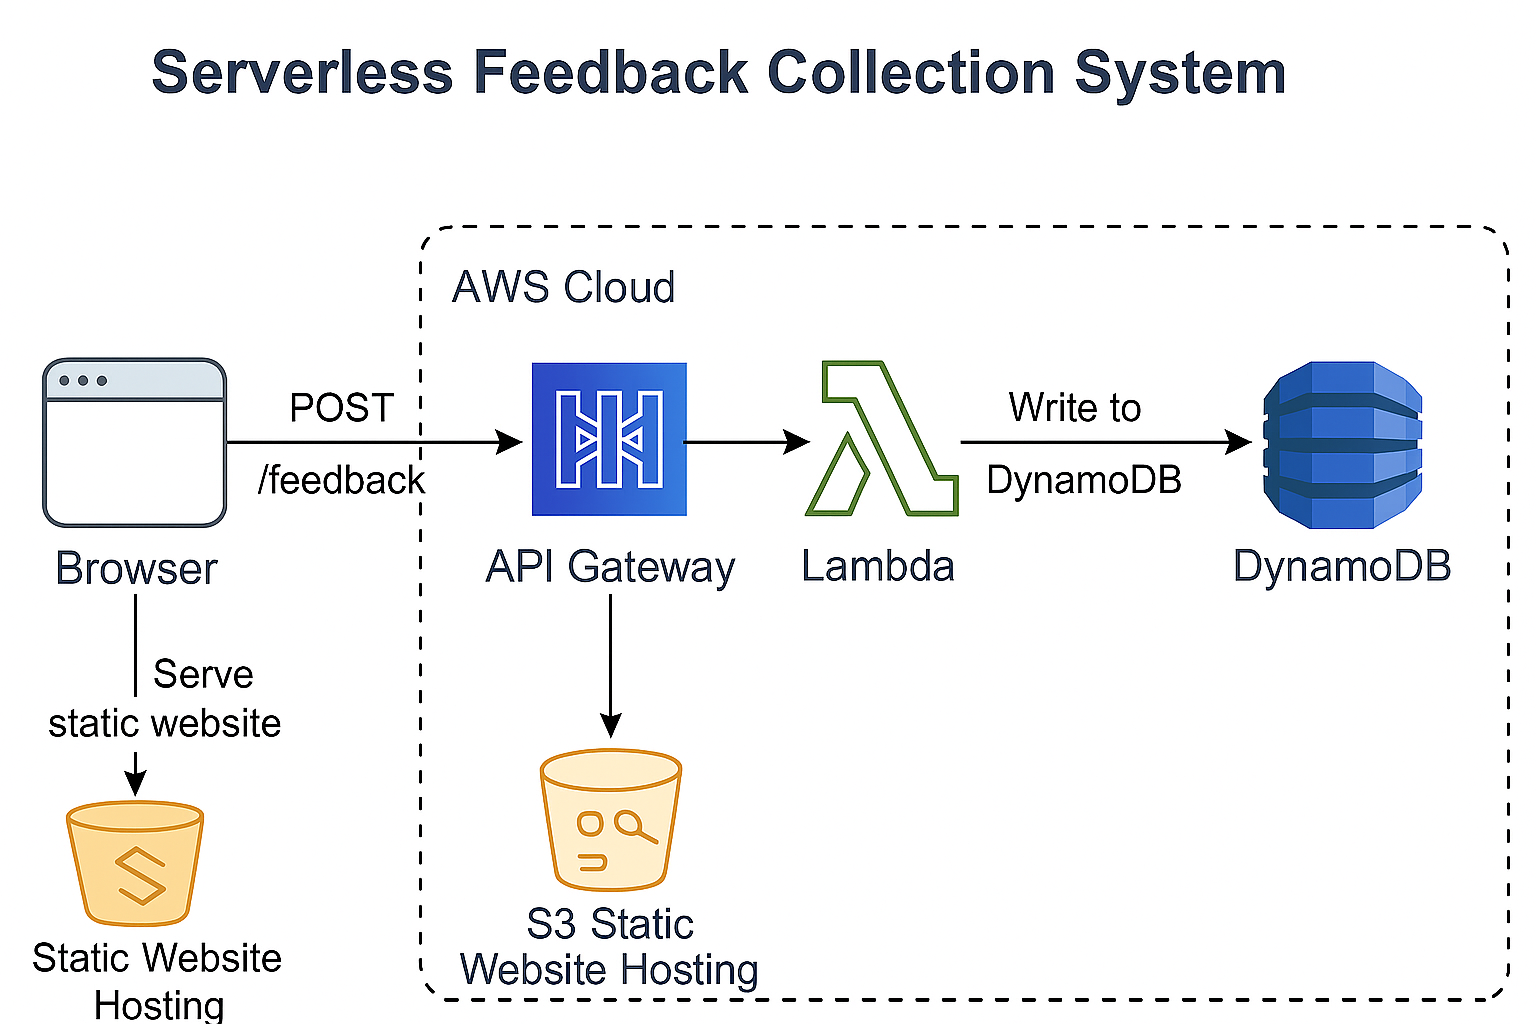 Serverless Feedback Collection System
AWS Cloud
POST
/feedback
Write to
DynamoDB
Browser
API Gateway
Lambda
DynamoDB
Serve
static website
S3 Static
Website Hosting
Static Website
Hosting